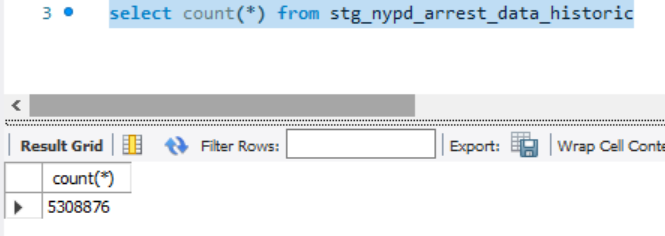 3 select count(*) from stg_nypd_arrest_data_historic
Result Grid Filter Rows: Export: Wrap Cell Conte
count(*)
5308876